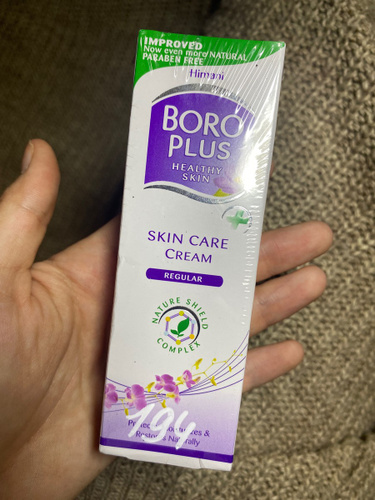 IMPROVED
Now even more NATURAL
PARABEN FREE
Himani
BORO
PLUS
HEALTHY
SKIN
SKIN CARE
CREAM
REGULAR
NATURE SHIELD
COMPLEX
194
&
Naturally